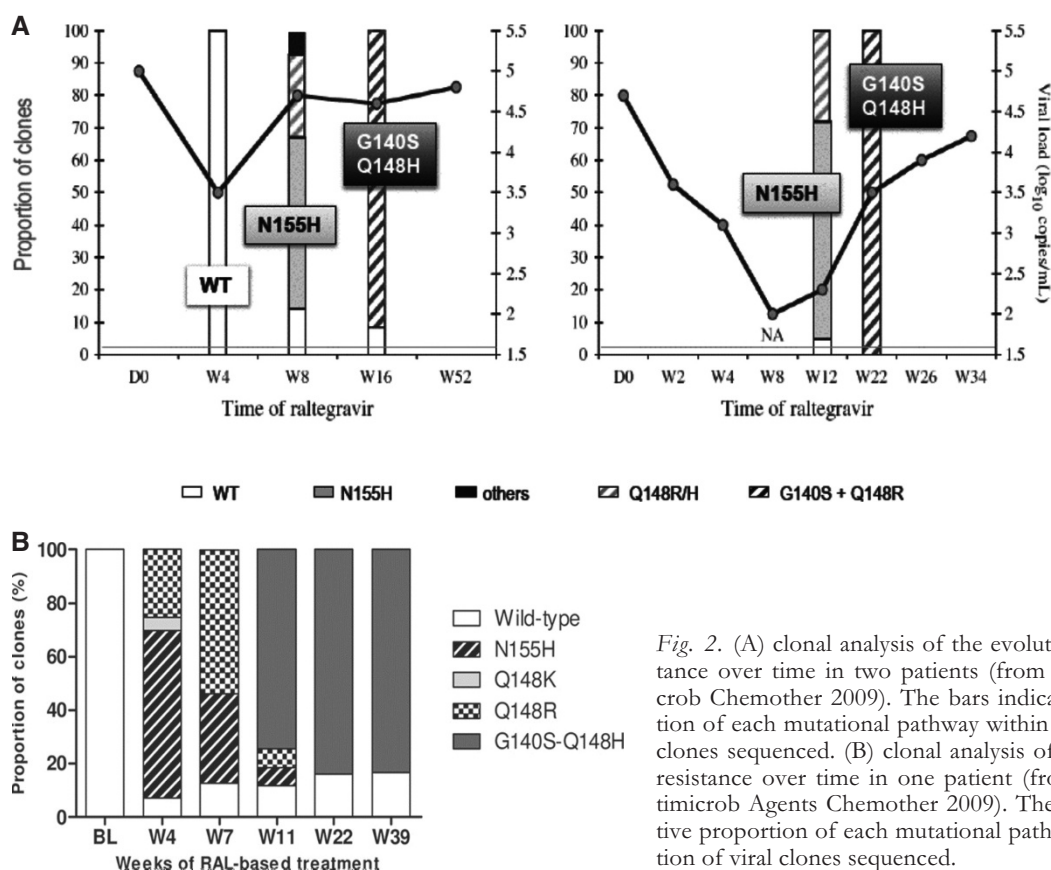 A
100
90
80
70
60
50
40
30
20
10
0
Proportion of clones
5.5
5
4.5
4
3.5
3
2.5
2
1.5
WT
N155H
G140S
Q148H
D0 W4 W8 W16 W52
Time of raltegravir
100
90
80
70
60
50
40
30
20
10
0
5.5
5
4.5
4
3.5
3
2.5
2
1.5
Viral load (log10 copies/mL)
N155H
G140S
Q148H
NA
D0 W2 W4 W8 W12 W22 W26 W34
Time of raltegravir
WT N155H others Q148R/H G140S + Q148R
B
100
80
60
40
20
0
Proportion of clones (%)
BL W4 W7 W11 W22 W39
Weeks of RAL-based treatment
Wild-type
N155H
Q148K
Q148R
G140S-Q148H
Fig. 2. (A) clonal analysis of the evolut
tance over time in two patients (from
crob Chemother 2009). The bars indica
tion of each mutational pathway within
clones sequenced. (B) clonal analysis of
resistance over time in one patient (fro
timicrob Agents Chemother 2009). The
tive proportion of each mutational path
tion of viral clones sequenced.